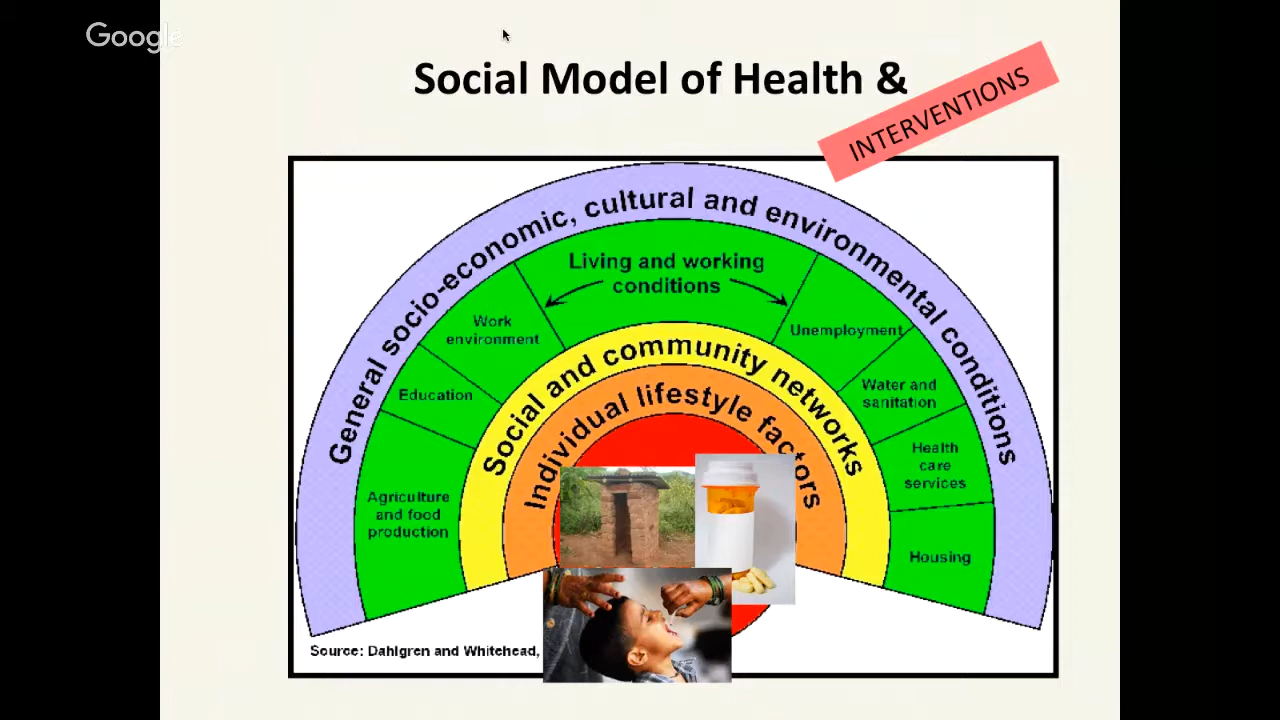 Google
Social Model of Health &
INTERVENTIONS
General socio-economic, cultural and environmental conditions
Living and working
conditions
Work
environment
Unemployment
Education
Water and
sanitation
Social and community networks
Individual lifestyle factors
Health
care
services
Agriculture
and food
production
Housing
Source: Dahlgren and Whitehead,